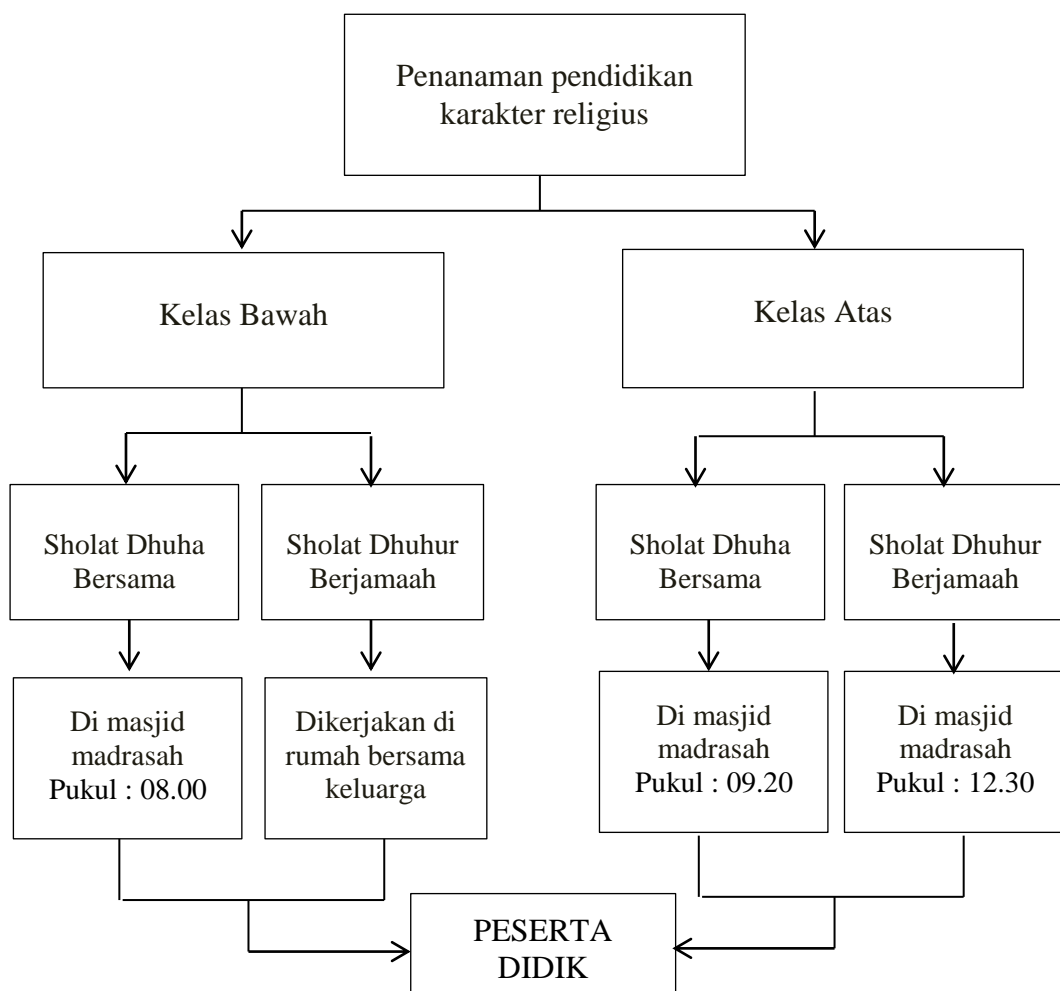 Penanaman pendidikan
karakter religius
Kelas Bawah
Kelas Atas
Sholat Dhuha
Bersama
Sholat Dhuhur
Berjamaah
Sholat Dhuha
Bersama
Sholat Dhuhur
Berjamaah
Di masjid
madrasah
Pukul : 08.00
Dikerjakan di
rumah bersama
keluarga
Di masjid
madrasah
Pukul : 09.20
Di masjid
madrasah
Pukul : 12.30
PESERTA
DIDIK